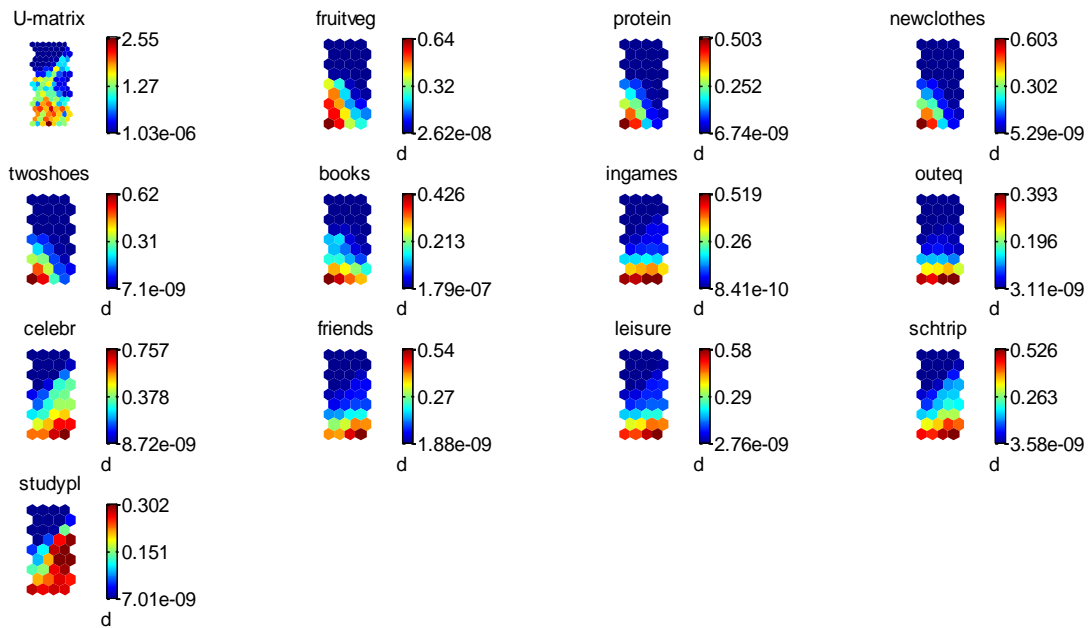 U-matrix
2.55
1.27
1.03e-06
fruitveg
0.64
0.32
2.62e-08
d
protein
0.503
0.252
6.74e-09
d
newclothes
0.603
0.302
5.29e-09
d
twoshoes
0.62
0.31
7.1e-09
d
books
0.426
0.213
1.79e-07
d
ingames
0.519
0.26
8.41e-10
d
outeq
0.393
0.196
3.11e-09
d
celebr
0.757
0.378
8.72e-09
d
friends
0.54
0.27
1.88e-09
d
leisure
0.58
0.29
2.76e-09
d
schtrip
0.526
0.263
3.58e-09
d
studypl
0.302
0.151
7.01e-09
d